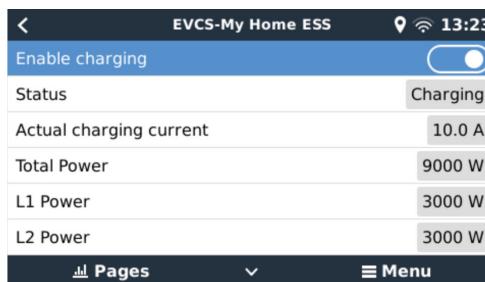 EVCS-My Home ESS 13:23
Enable charging
Status Charging
Actual charging current 10.0 A
Total Power 9000 W
L1 Power 3000 W
L2 Power 3000 W
Pages Menu